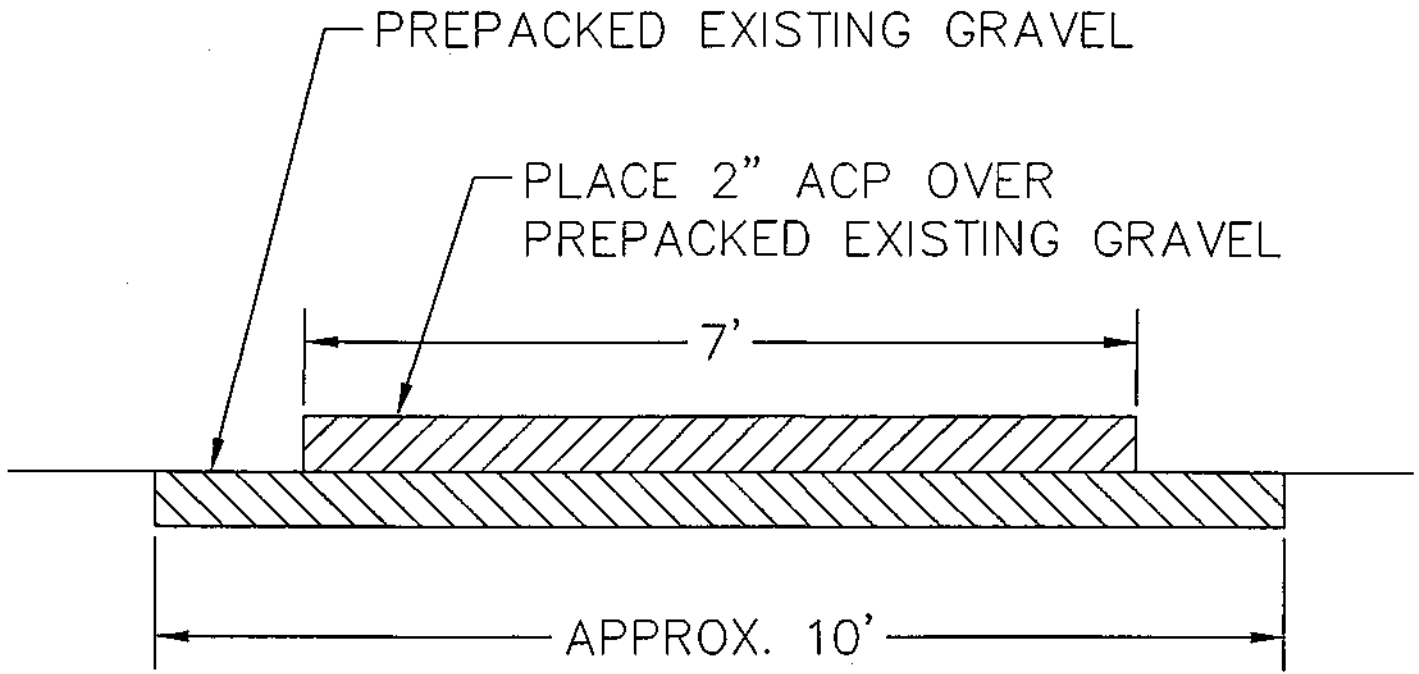 PREPACKED EXISTING GRAVEL
PLACE 2” ACP OVER
PREPACKED EXISTING GRAVEL
7’
APPROX. 10’